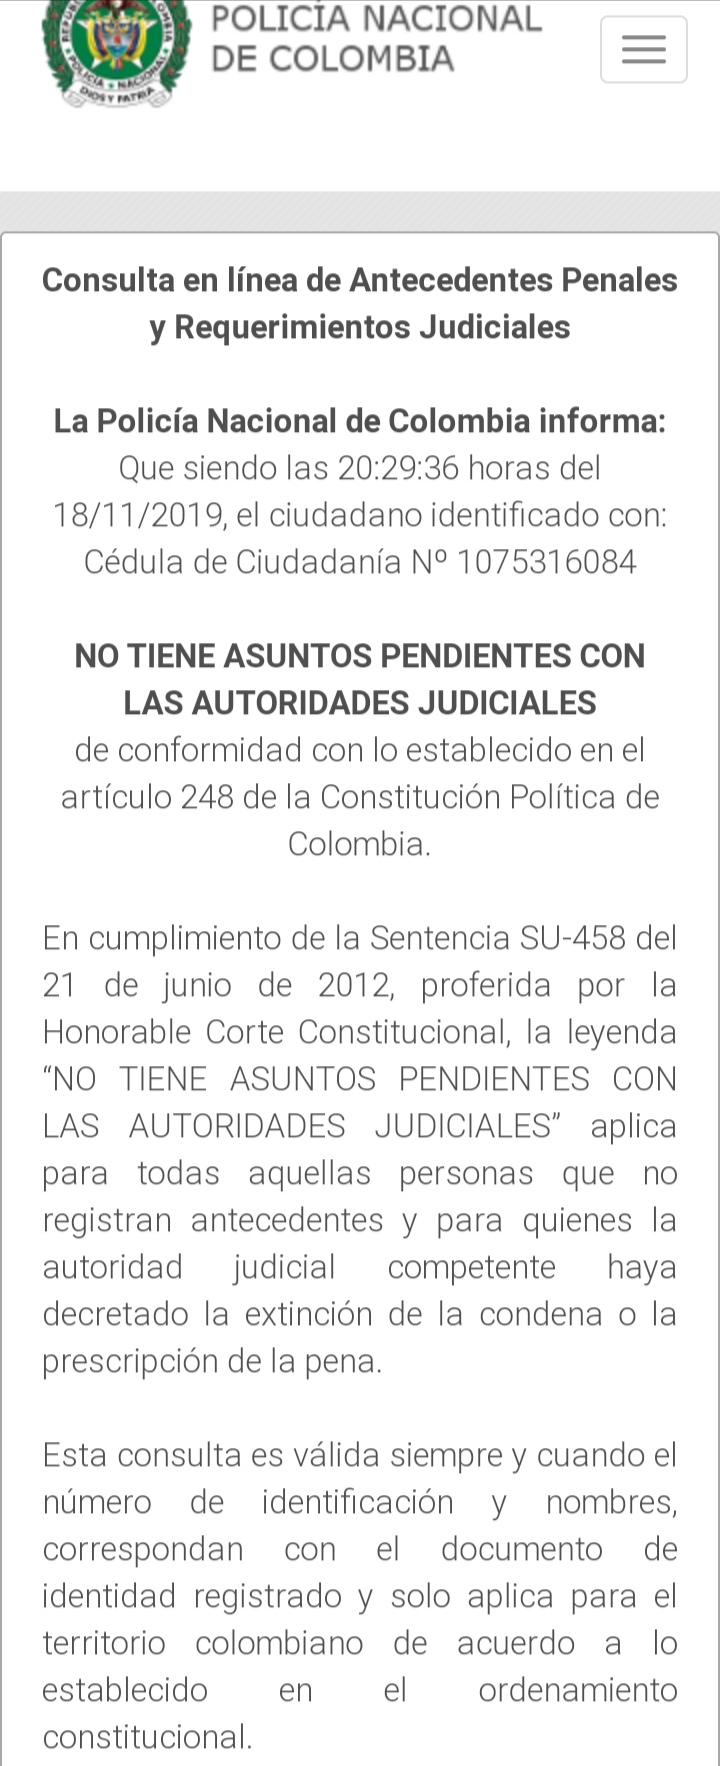 POLICÍA NACIONAL
DE COLOMBIA
POLICÍA NACIONAL
DIOS Y PATRIA
Consulta en línea de Antecedentes Penales
y Requerimientos Judiciales
La Policía Nacional de Colombia informa:
Que siendo las 20:29:36 horas del
18/11/2019, el ciudadano identificado con:
Cédula de Ciudadanía Nº 1075316084
NO TIENE ASUNTOS PENDIENTES CON
LAS AUTORIDADES JUDICIALES
de conformidad con lo establecido en el
artículo 248 de la Constitución Política de
Colombia.
En cumplimiento de la Sentencia SU-458 del
21 de junio de 2012, proferida por la
Honorable Corte Constitucional, la leyenda
“NO TIENE ASUNTOS PENDIENTES CON
LAS AUTORIDADES JUDICIALES” aplica
para todas aquellas personas que no
registran antecedentes y para quienes la
autoridad judicial competente haya
decretado la extinción de la condena o la
prescripción de la pena.
Esta consulta es válida siempre y cuando el
número de identificación y nombres,
correspondan con el documento de
identidad registrado y solo aplica para el
territorio colombiano de acuerdo a lo
establecido en el ordenamiento
constitucional.